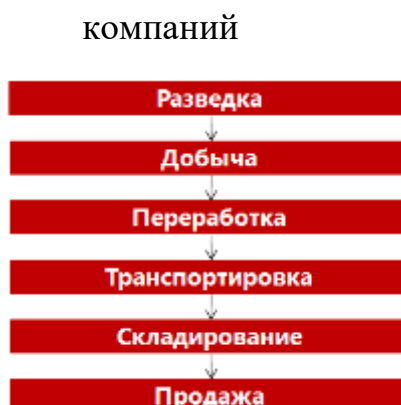 компаний
Разведка
Добыча
Переработка
Транспортировка
Складирование
Продажа